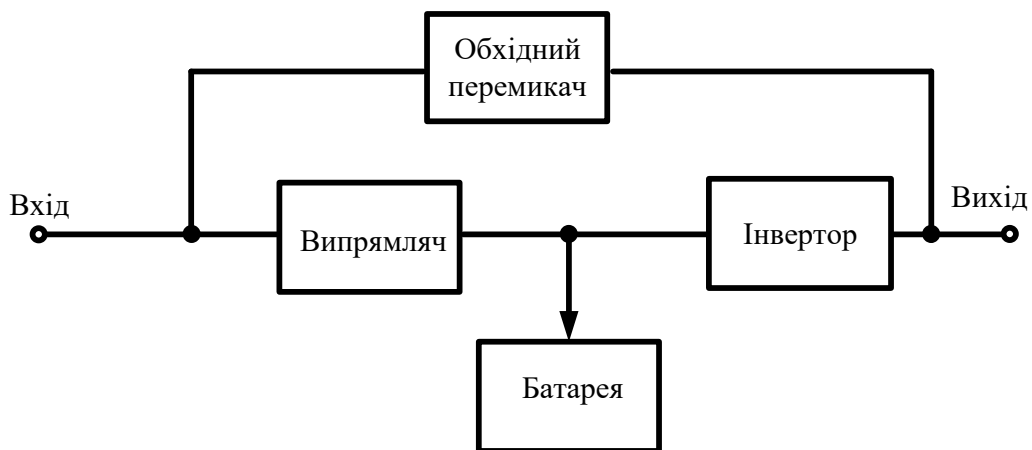 Обхідний
перемикач
Вхід
Випрямляч
Інвертор
Вихід
Батарея